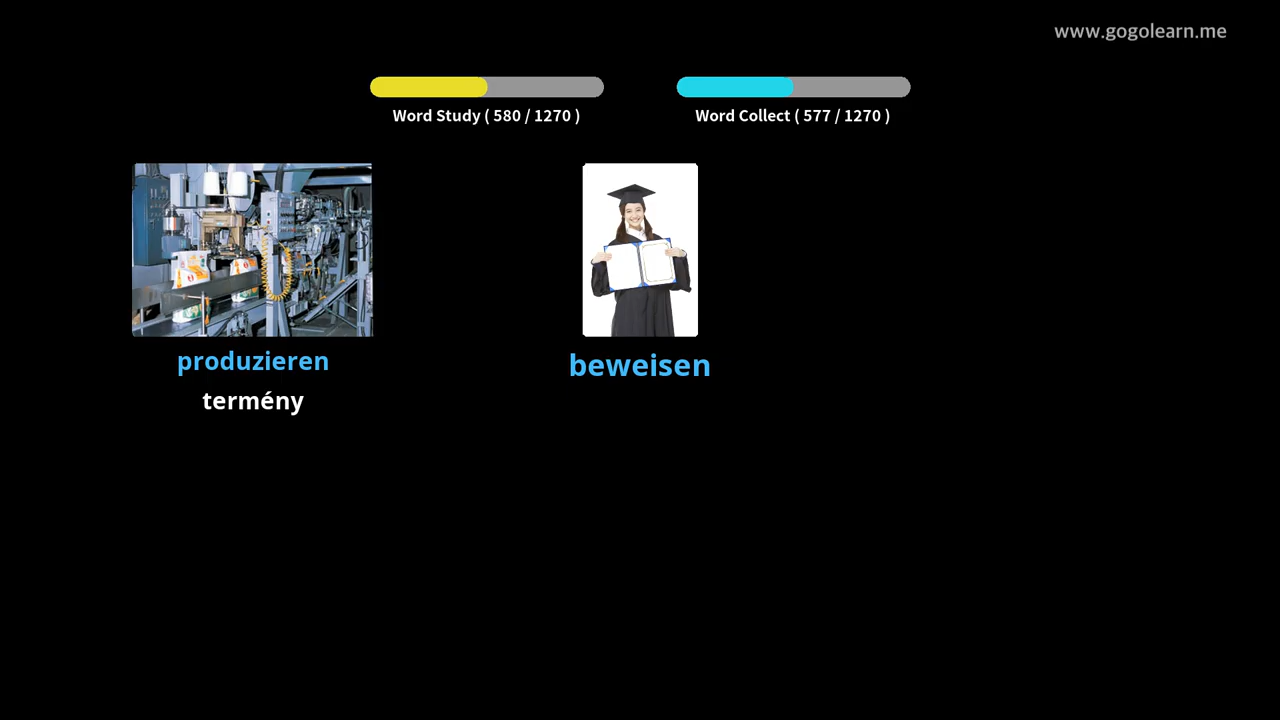 www.gogolearn.me
Word Study ( 580 / 1270 )
Word Collect ( 577 / 1270 )
produzieren
termény
beweisen